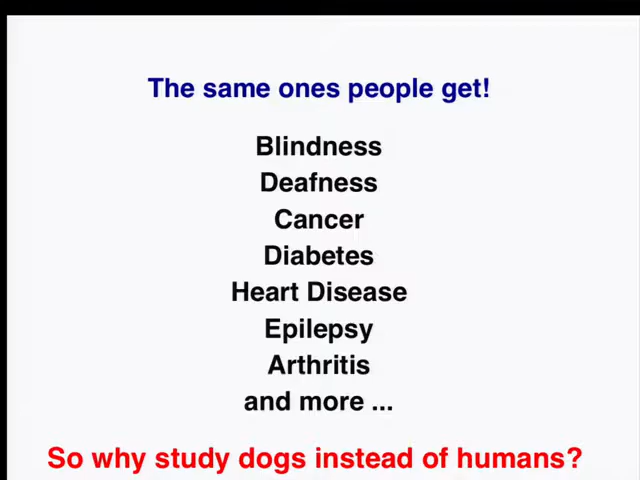 The same ones people get!
Blindness
Deafness
Cancer
Diabetes
Heart Disease
Epilepsy
Arthritis
and more ...
So why study dogs instead of humans?